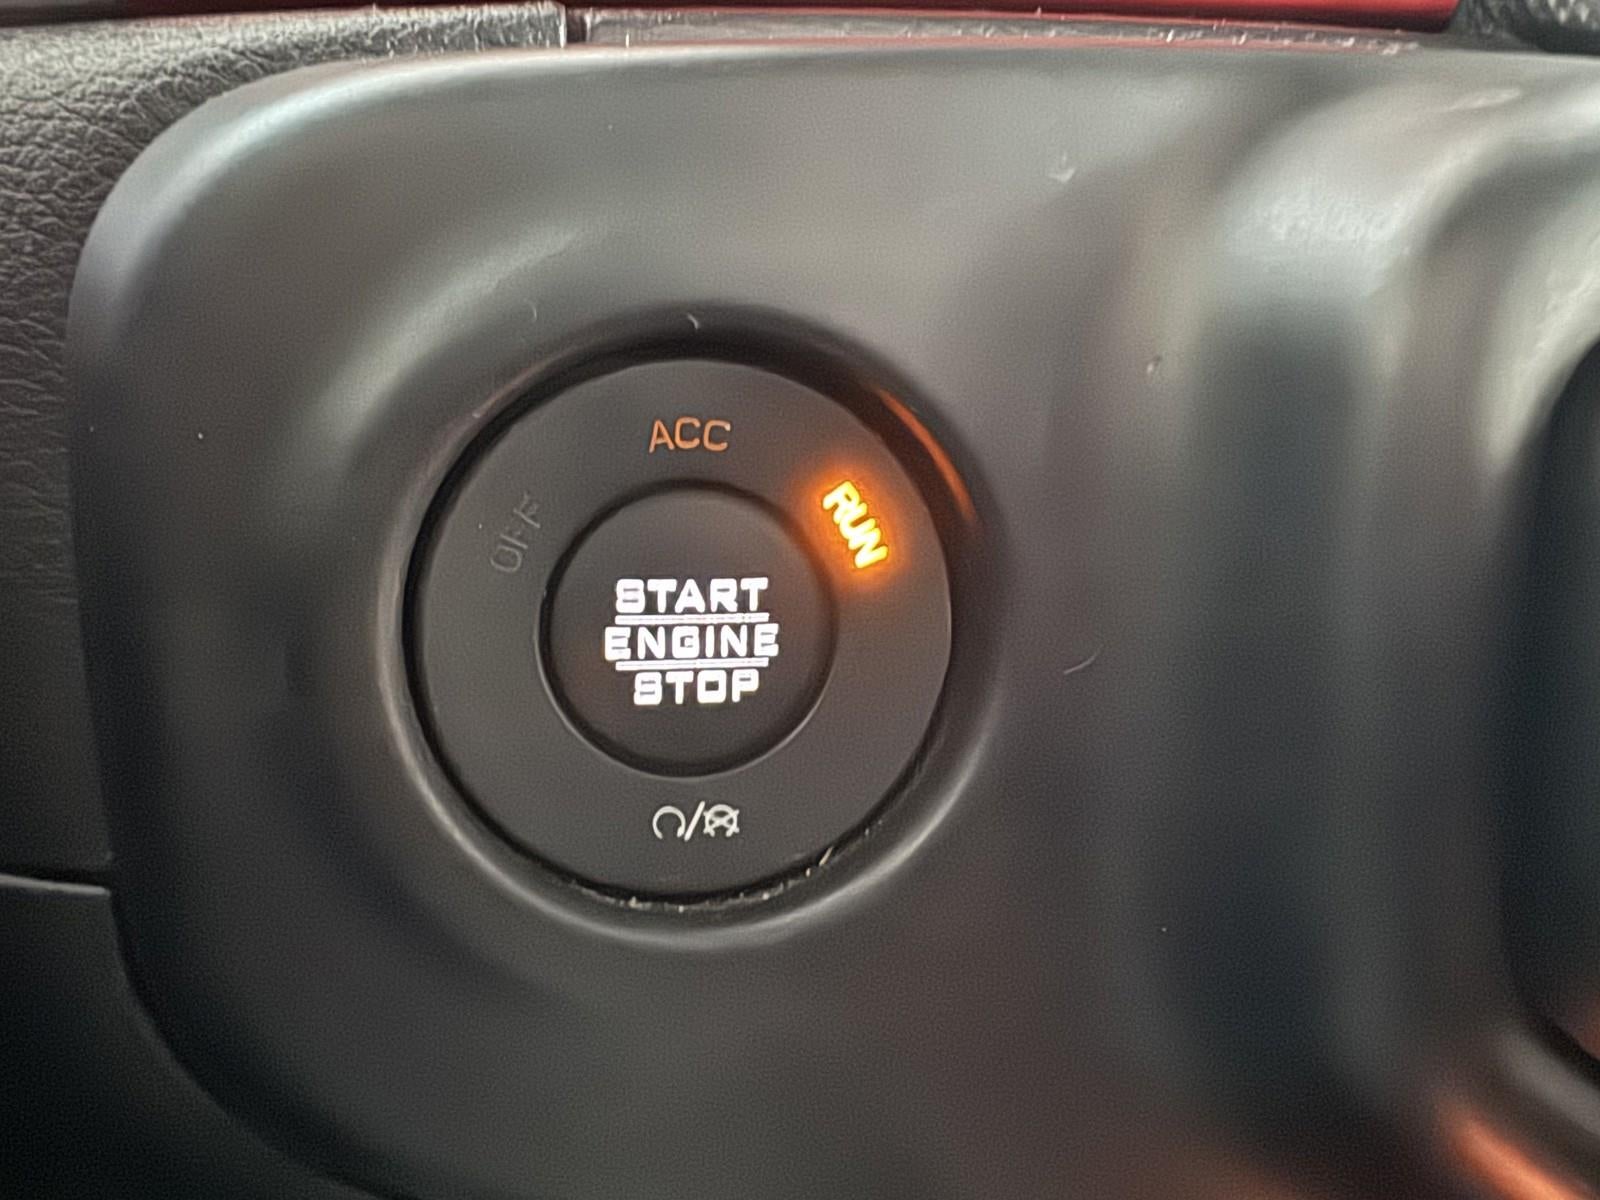 ACC
OFF
RUN
START
ENGINE
STOP